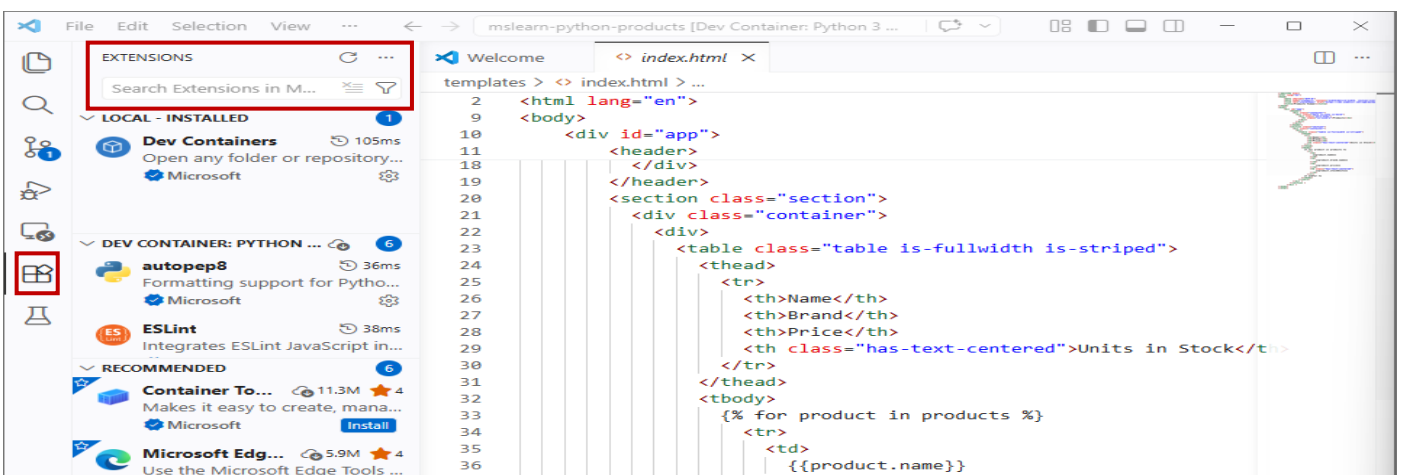 File Edit Selection View ... mslearn-python-products [Dev Container: Python 3 ...
EXTENSIONS
Search Extensions in M...
LOCAL - INSTALLED 1
Dev Containers 105ms
Open any folder or repository...
Microsoft
1
DEV CONTAINER: PYTHON ... 6
autopep8 36ms
Formatting support for Pytho...
Microsoft
ES
Lint
ESLint 38ms
Integrates ESLint JavaScript in...
RECOMMENDED 6
Container To... 11.3M 4
Makes it easy to create, mana...
Microsoft Install
Microsoft Edg... 5.9M 4
Use the Microsoft Edge Tools ...
Welcome <> index.html
templates > <> index.html > ...
2 <html lang="en">
9 <body>
10 <div id="app">
11 <header>
18 </div>
19 </header>
20 <section class="section">
21 <div class="container">
22 <div>
23 <table class="table is-fullwidth is-striped">
24 <thead>
25 <tr>
26 <th>Name</th>
27 <th>Brand</th>
28 <th>Price</th>
29 <th class="has-text-centered">Units in Stock</th>
30 </tr>
31 </thead>
32 <tbody>
33 {% for product in products %}
34 <tr>
35 <td>
36 {{product.name}}